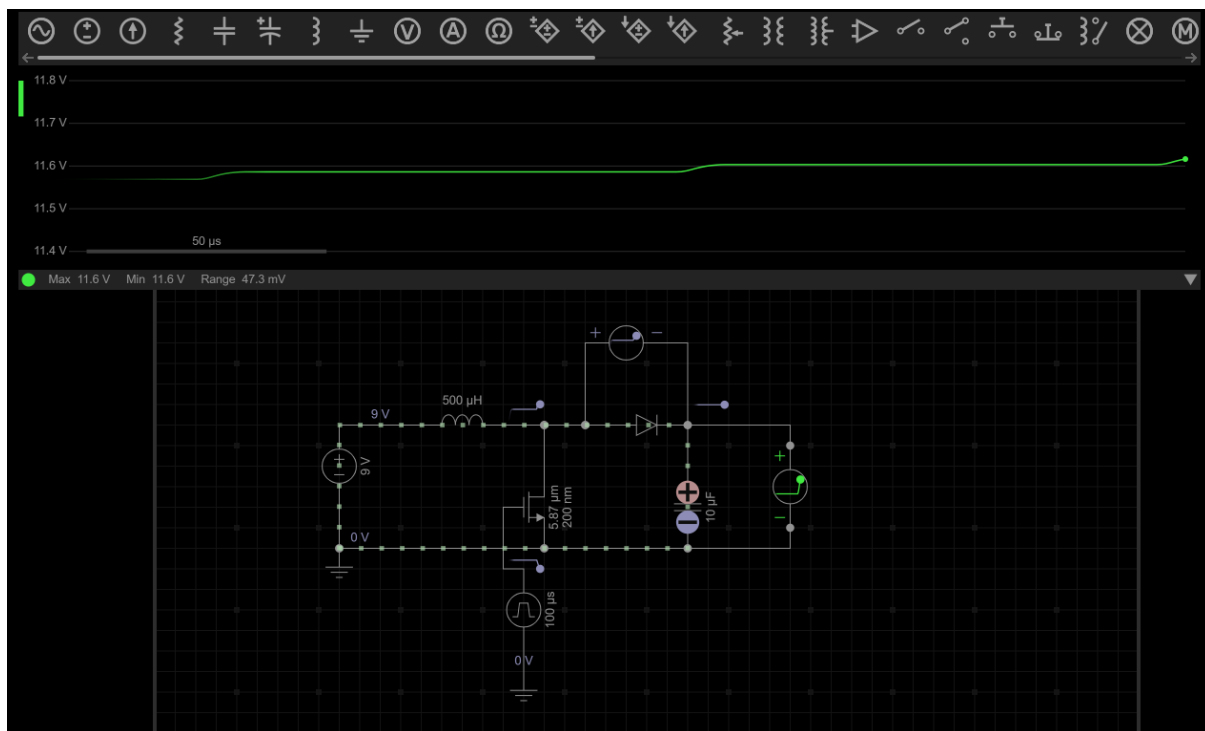 V
A
Ω
M
11.8 V
11.7 V
11.6 V
11.5 V
50 µs
11.4 V
Max 11.6 V Min 11.6 V Range 47.3 mV
+ −
500 µH
9 V
9 V
+
−
5.87 µm
200 nm
10 µF
+
−
0 V
100 µs
0 V